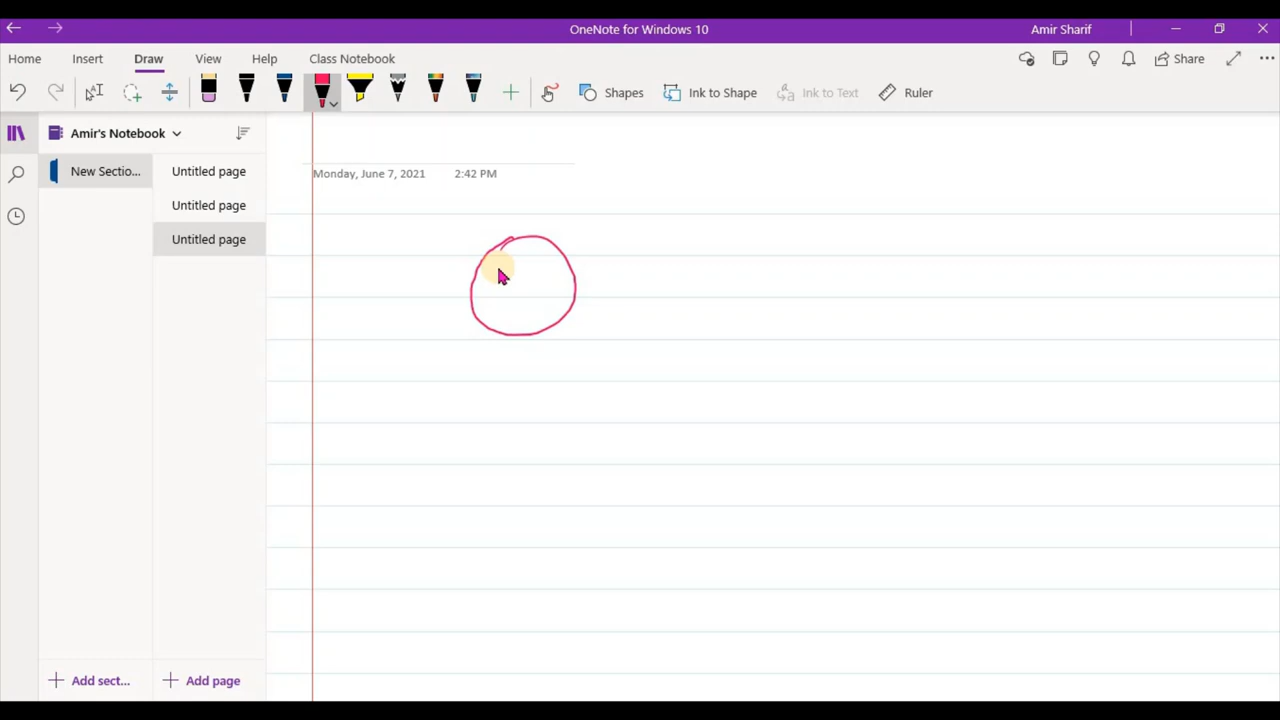 OneNote for Windows 10
Amir Sharif
Home Insert Draw View Help Class Notebook
Share
Shapes Ink to Shape Ink to Text Ruler
Amir's Notebook
New Sectio...
Untitled page
Untitled page
Untitled page
Monday, June 7, 2021 2:42 PM
Add sect...
Add page